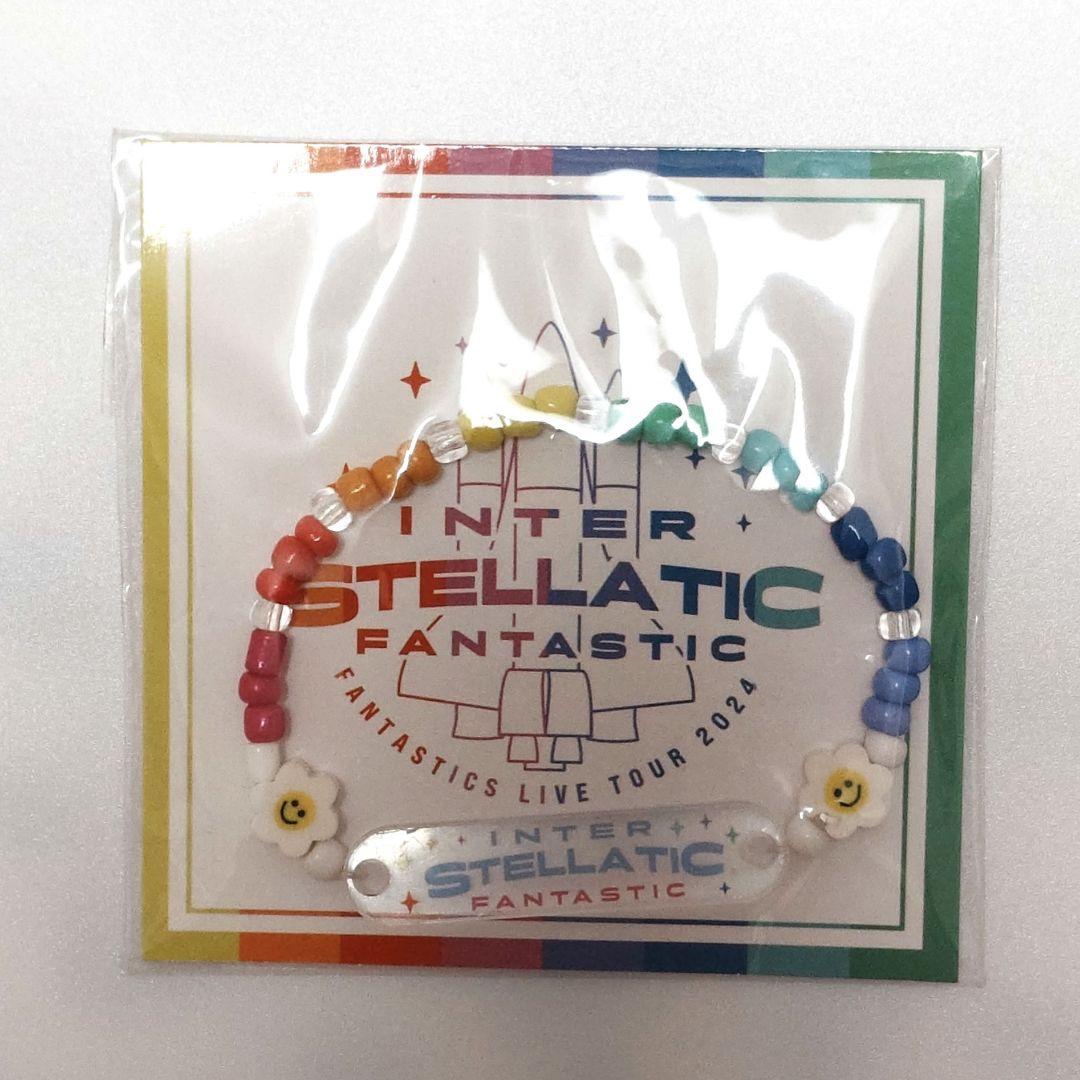 INTER
STELLATIC
FANTASTIC
FANTASTICS LIVE TOUR 2024
INTER
STELLATIC
FANTASTIC